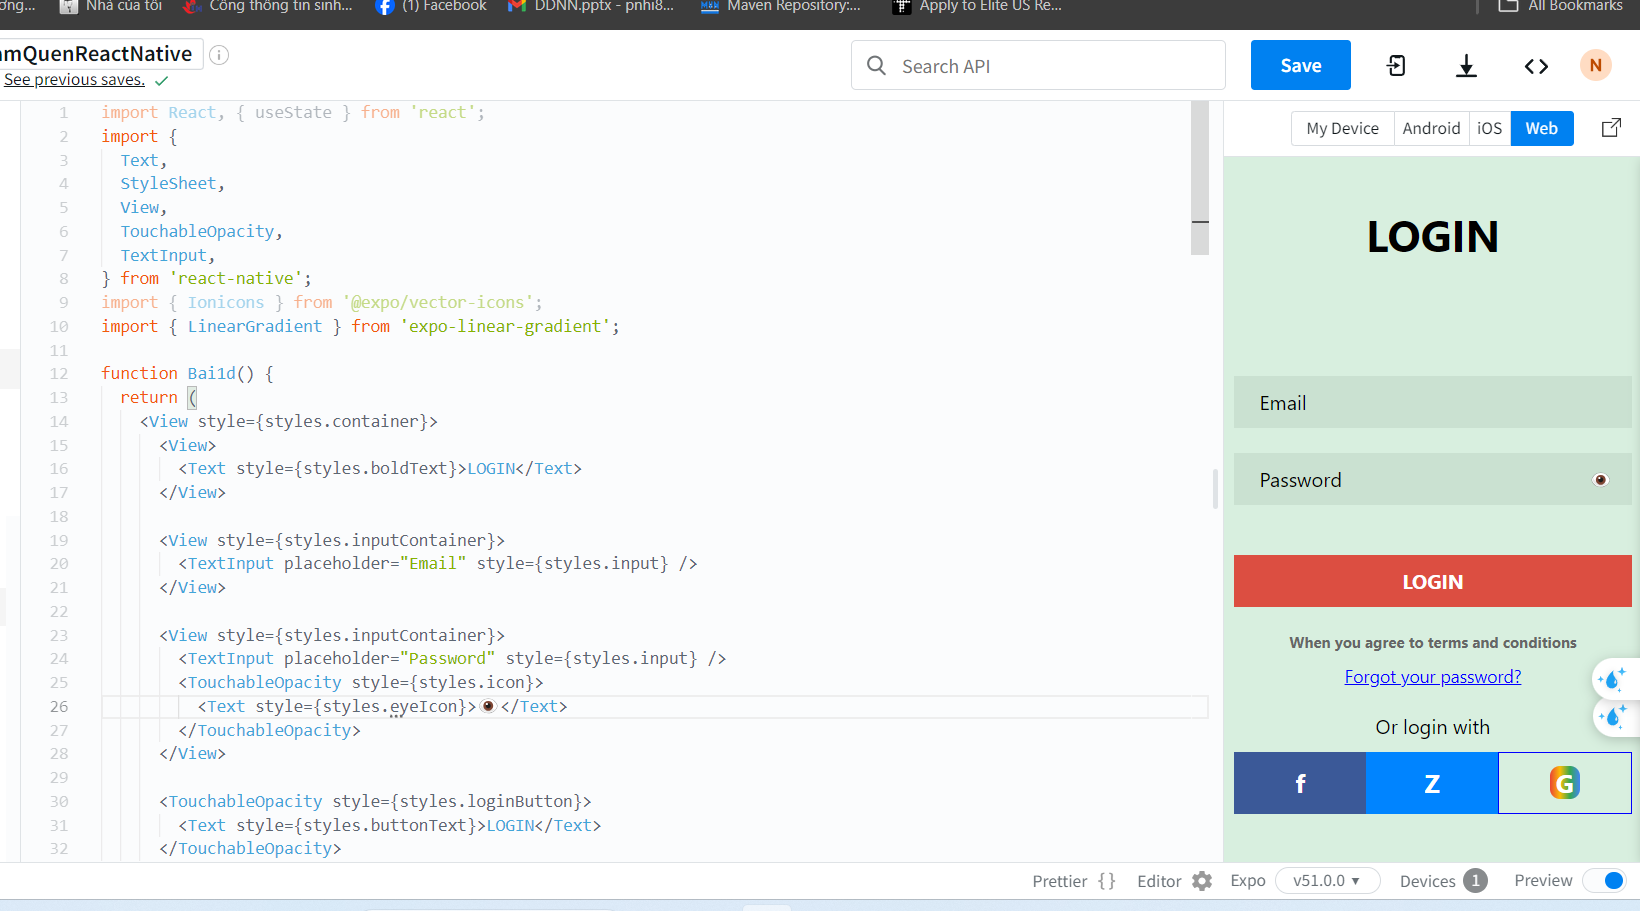 Nhà của tôi
Công thông tin sinh...
(1) Facebook
DDNN.pptx - pnhi8...
Maven Repository:...
Apply to Elite US Re...
All Bookmarks
amQuenReactNative
See previous saves.
Search API
Save
N
My Device
Android
iOS
Web
1 import React, { useState } from 'react';
2 import {
3 Text,
4 StyleSheet,
5 View,
6 TouchableOpacity,
7 TextInput,
8 } from 'react-native';
9 import { Ionicons } from '@expo/vector-icons';
10 import { LinearGradient } from 'expo-linear-gradient';
11
12 function Bai1d() {
13 return (
14 <View style={styles.container}>
15 <View>
16 <Text style={styles.boldText}>LOGIN</Text>
17 </View>
18
19 <View style={styles.inputContainer}>
20 <TextInput placeholder="Email" style={styles.input} />
21 </View>
22
23 <View style={styles.inputContainer}>
24 <TextInput placeholder="Password" style={styles.input} />
25 <TouchableOpacity style={styles.icon}>
26 <Text style={styles.eyeIcon}>👁</Text>
27 </TouchableOpacity>
28 </View>
29
30 <TouchableOpacity style={styles.loginButton}>
31 <Text style={styles.buttonText}>LOGIN</Text>
32 </TouchableOpacity>
LOGIN
Email
Password
LOGIN
When you agree to terms and conditions
Forgot your password?
Or login with
f
Z
G
Prettier {}
Editor
Expo
v51.0.0
Devices 1
Preview